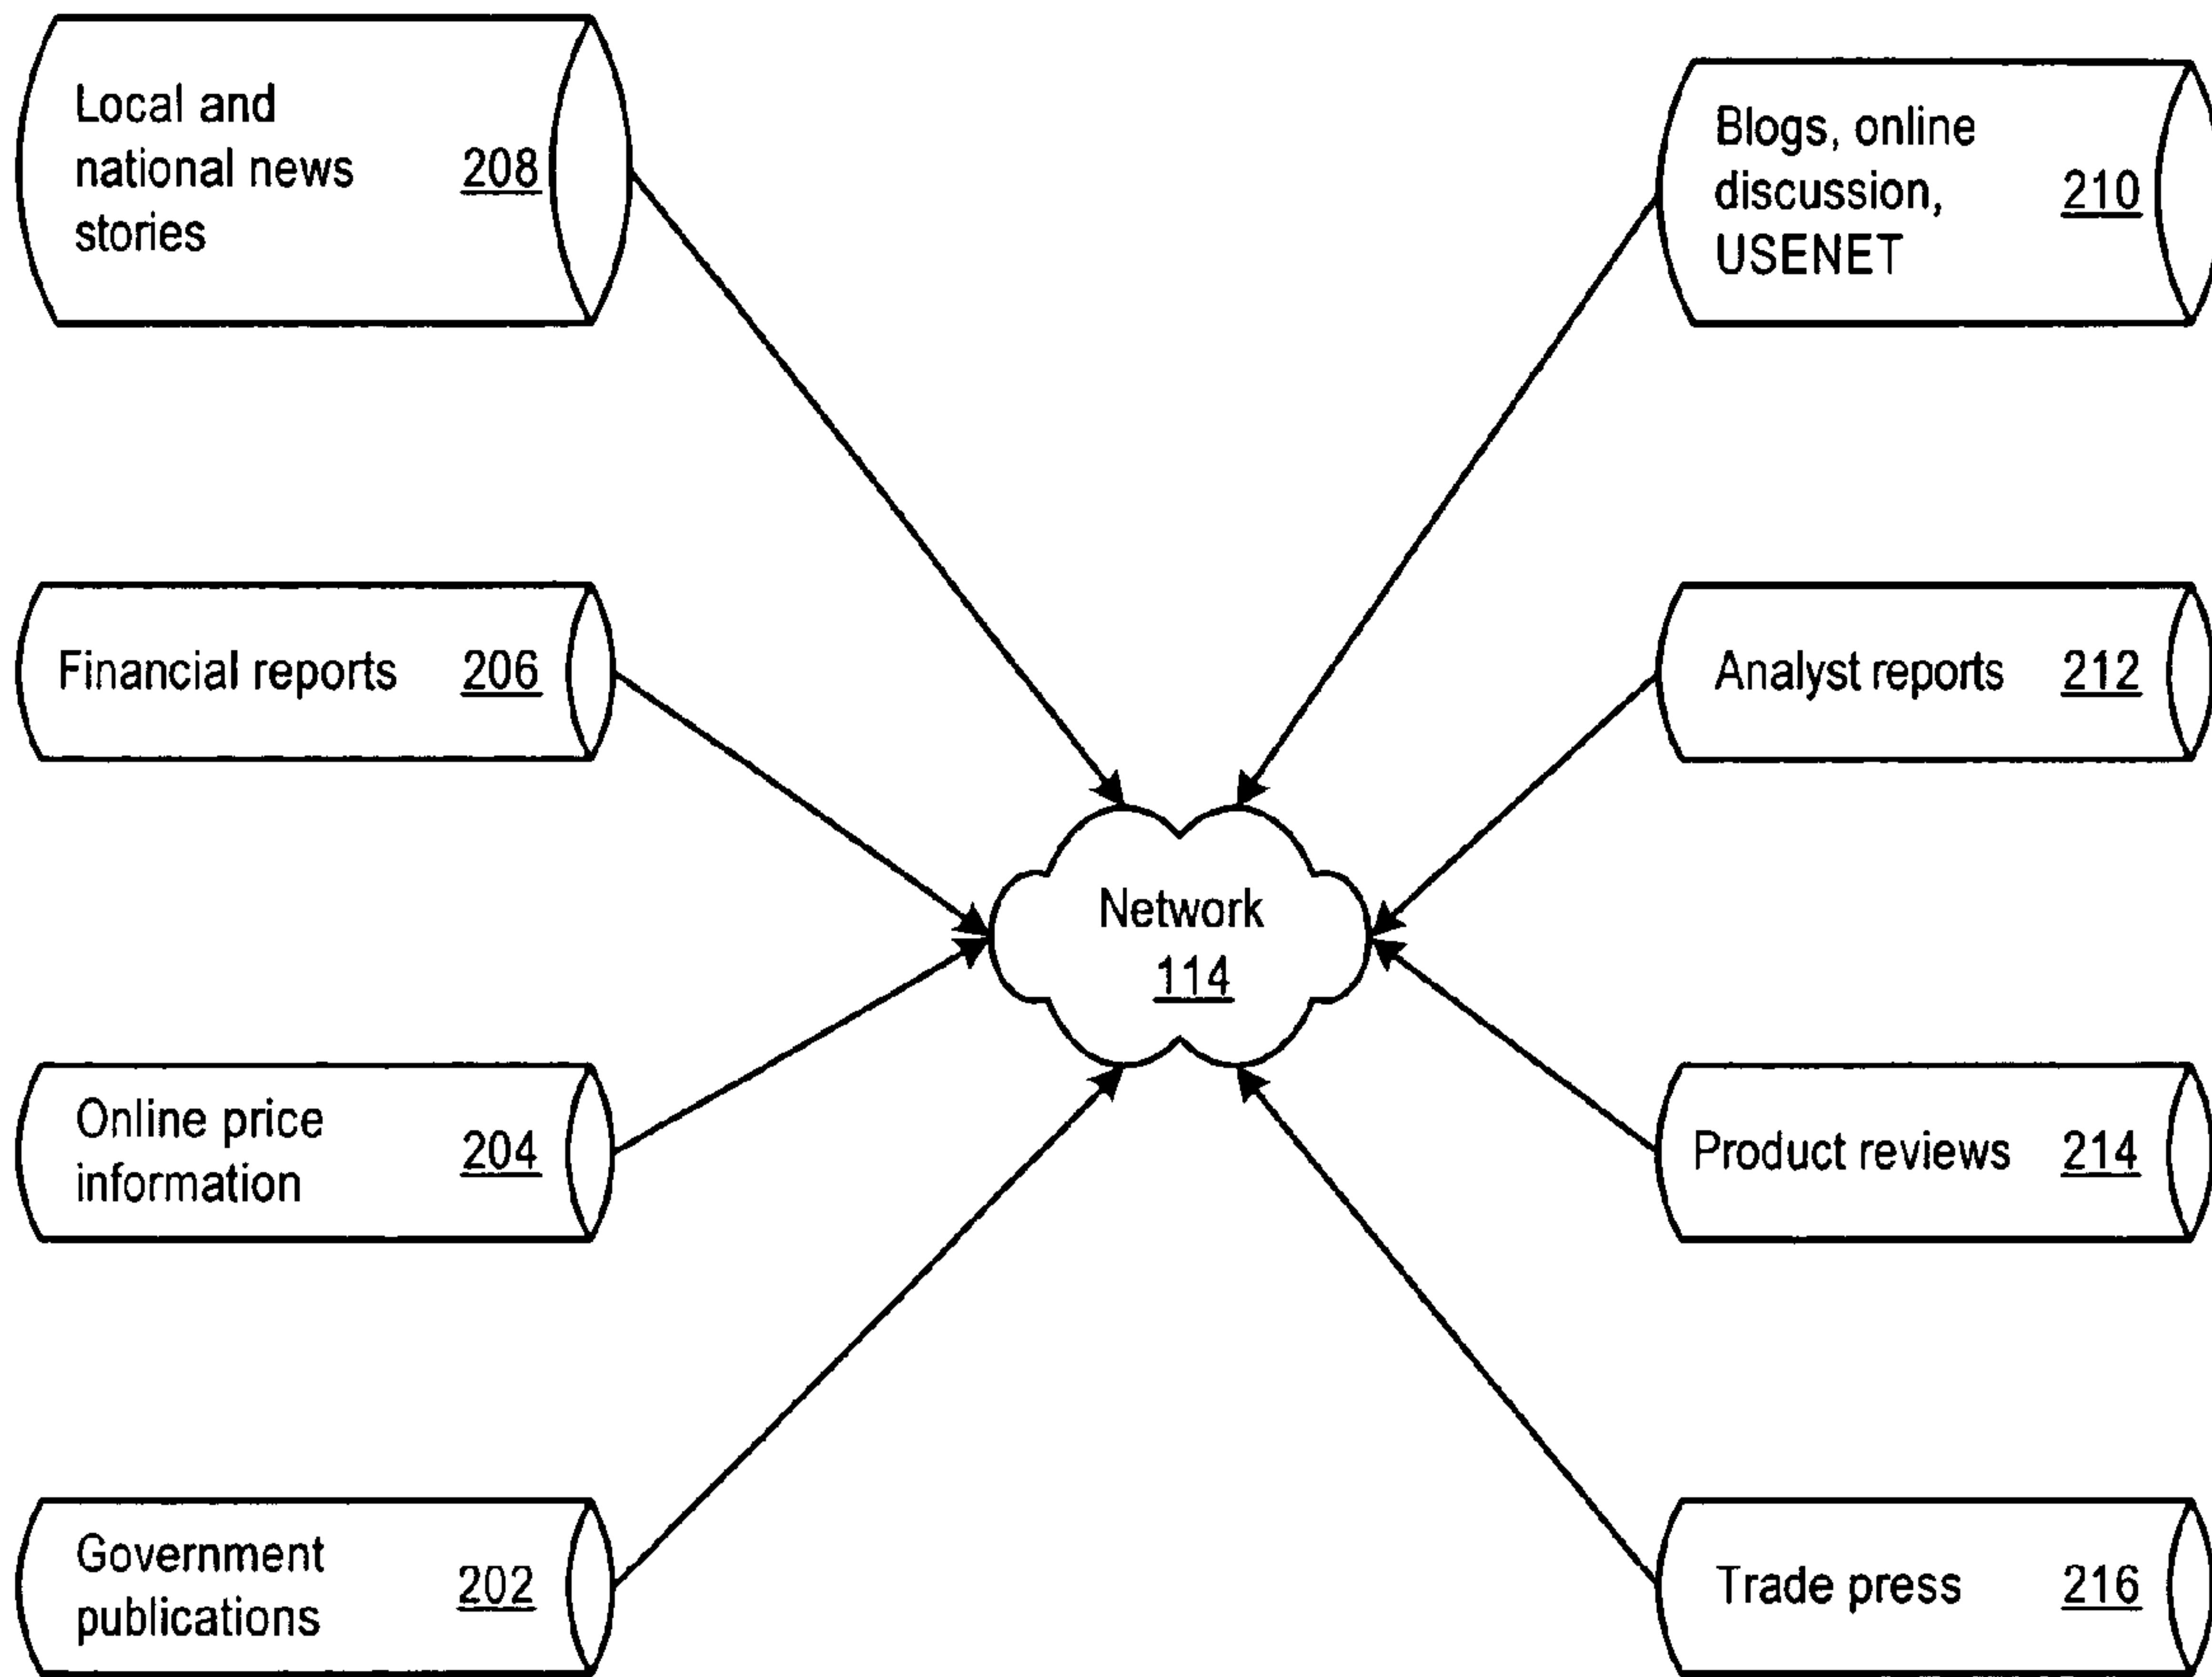 Local and
national news 208
stories
Blogs, online
discussion, 210
USENET
Financial reports 206
Analyst reports 212
Network
114
Online price
information
204
Product reviews 214
Government
publications
202
Trade press 216